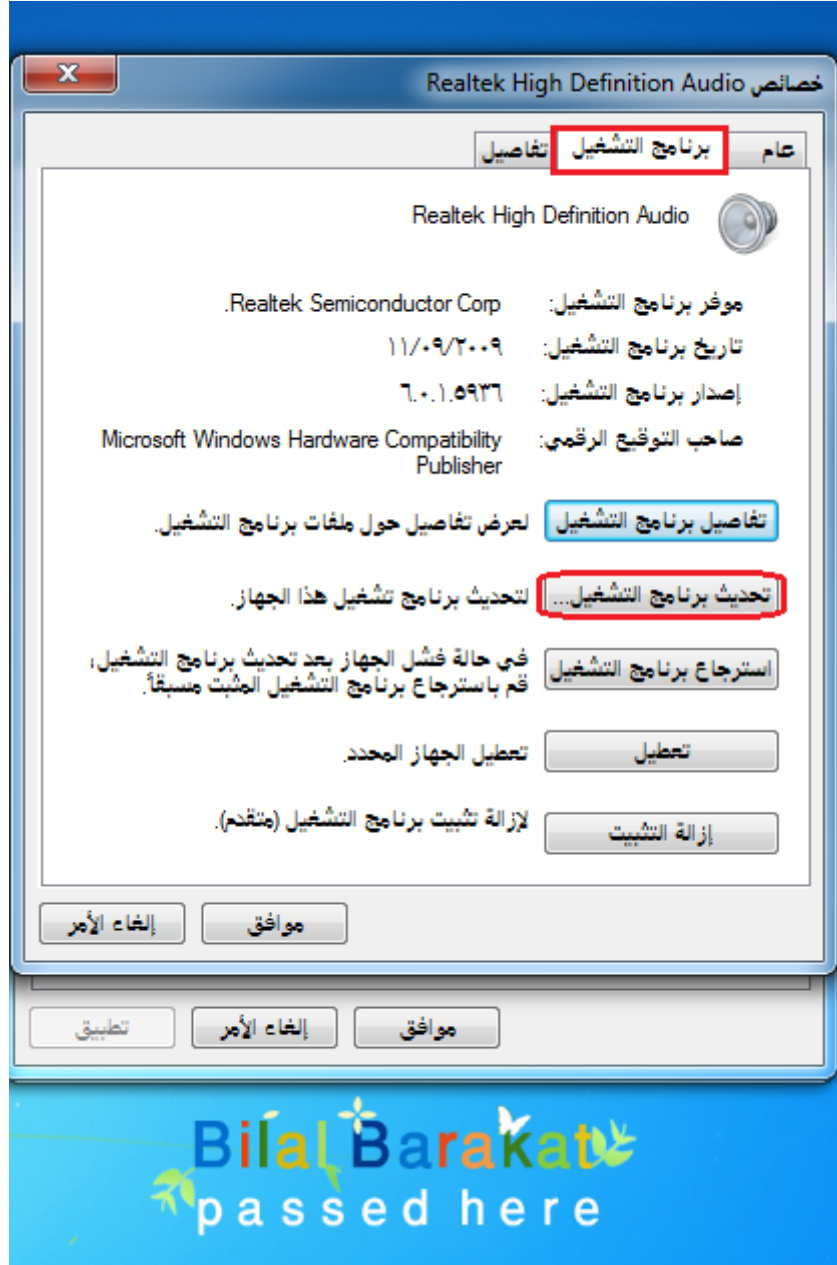 خصائص Realtek High Definition Audio
عام
برنامج التشغيل
تفاصيل
Realtek High Definition Audio
موفر برنامج التشغيل: Realtek Semiconductor Corp.
تاريخ برنامج التشغيل: ١١/٠٩/٢٠٠٩
إصدار برنامج التشغيل: ٦.٠.١.٥٩٣٦
صاحب التوقيع الرقمي: Microsoft Windows Hardware Compatibility
Publisher
تفاصيل برنامج التشغيل لعرض تفاصيل حول ملفات برنامج التشغيل.
تحديث برنامج التشغيل... لتحديث برنامج تشغيل هذا الجهاز.
استرجاع برنامج التشغيل في حالة فشل الجهاز بعد تحديث برنامج التشغيل،
قم باسترجاع برنامج التشغيل المثبت مسبقاً.
تعطيل تعطيل الجهاز المحدد.
إزالة التثبيت لإزالة تثبيت برنامج التشغيل (متقدم).
موافق إلغاء الأمر
موافق إلغاء الأمر تطبيق
Bilal Barakat
passed here